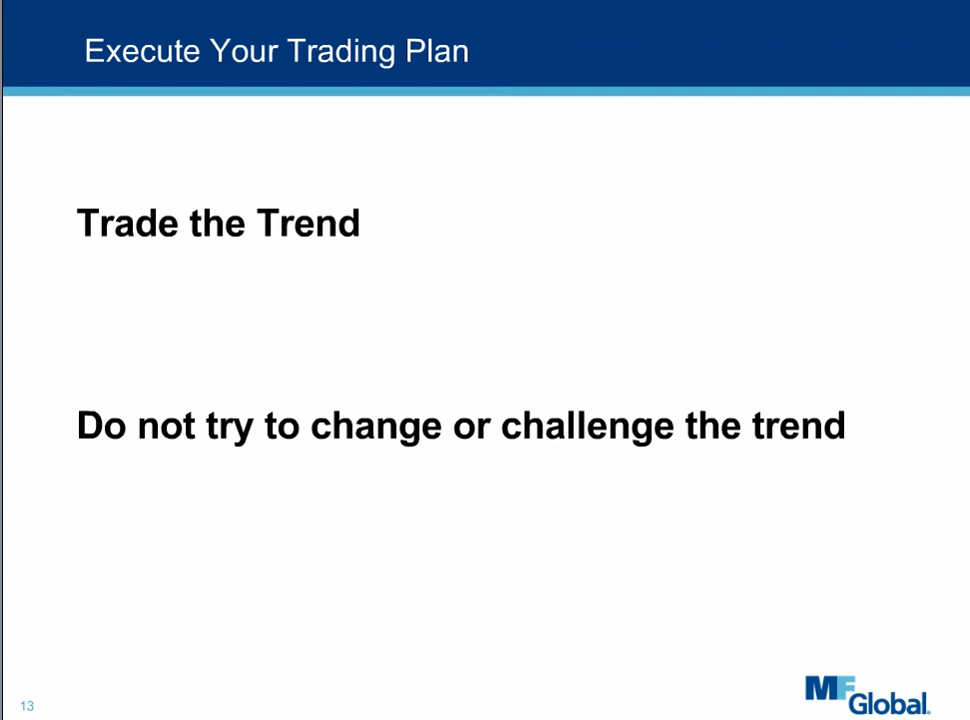 Execute Your Trading Plan
Trade the Trend
Do not try to change or challenge the trend
13
MF Global.